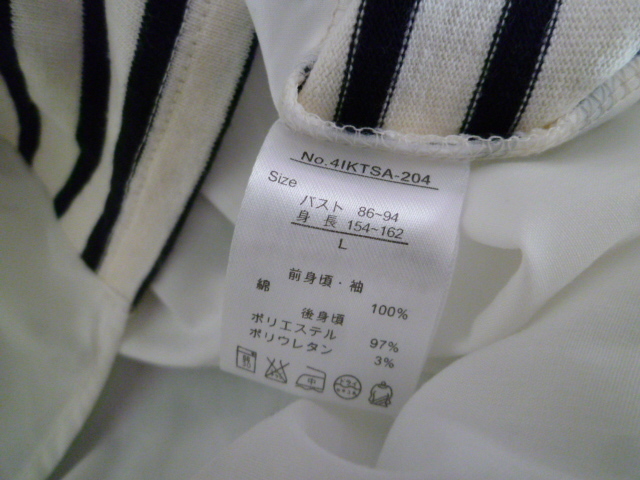 No.4IKTSA-204
Size
バスト 86~94
身 長 154~162
L
前身頃・袖
綿 100%
後身頃
ポリエステル 97%
ポリウレタン 3%
中